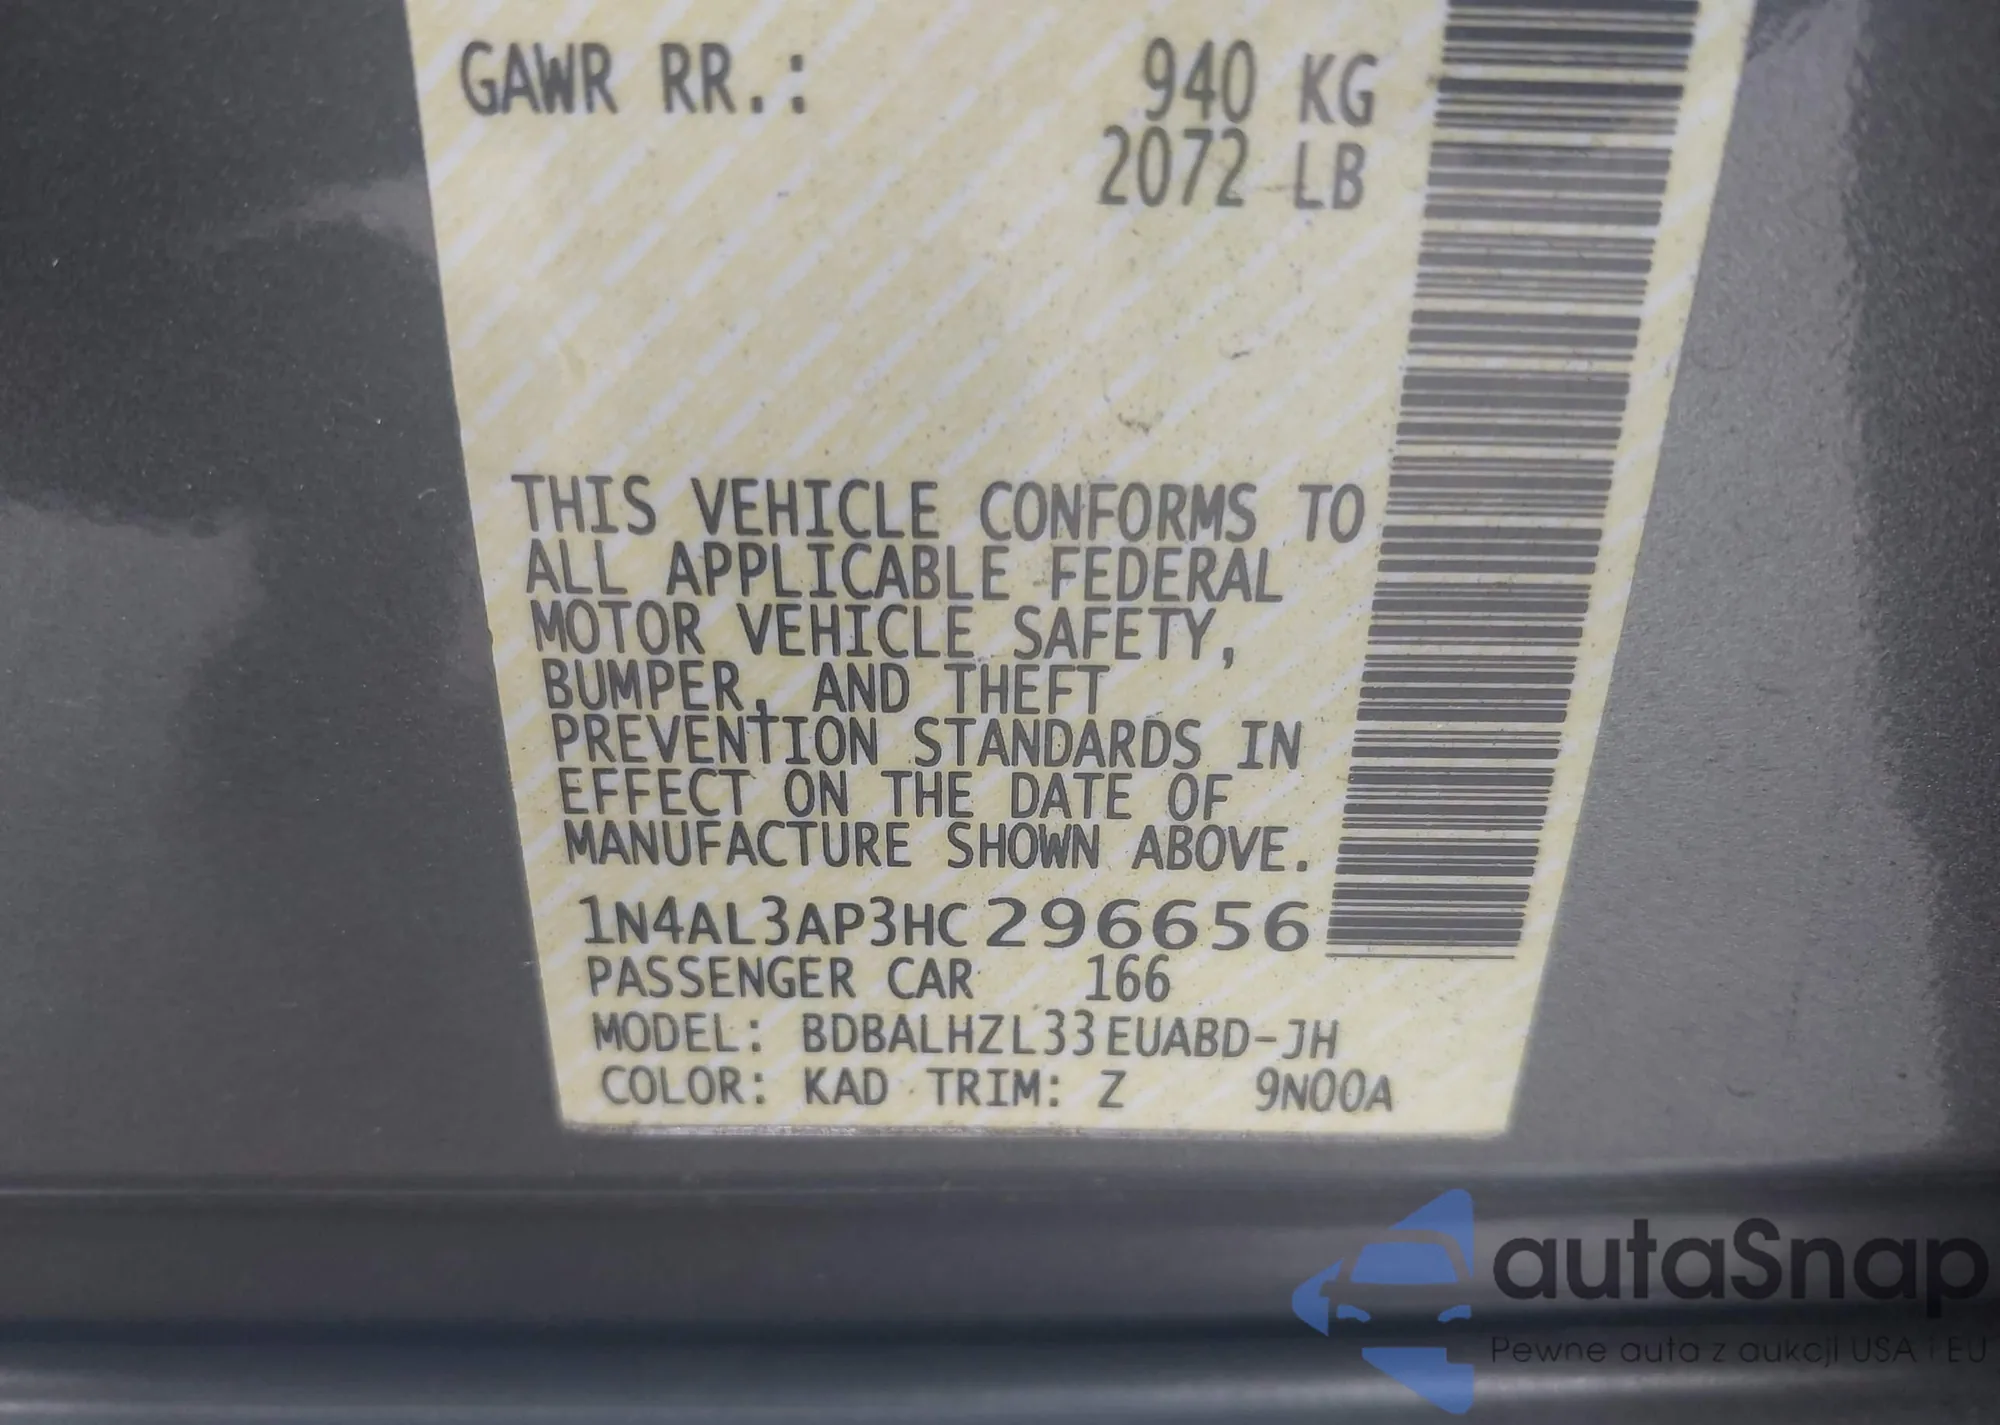 GAWR RR.: 940 KG
2072 LB
THIS VEHICLE CONFORMS TO
ALL APPLICABLE FEDERAL
MOTOR VEHICLE SAFETY,
BUMPER, AND THEFT
PREVENTION STANDARDS IN
EFFECT ON THE DATE OF
MANUFACTURE SHOWN ABOVE.
1N4AL3AP3HC296656
PASSENGER CAR 166
MODEL: BDBALHZL33EUABD-JH
COLOR: KAD TRIM: Z 9N00A
autaSnap
Pewne auta z aukcji USA i EU